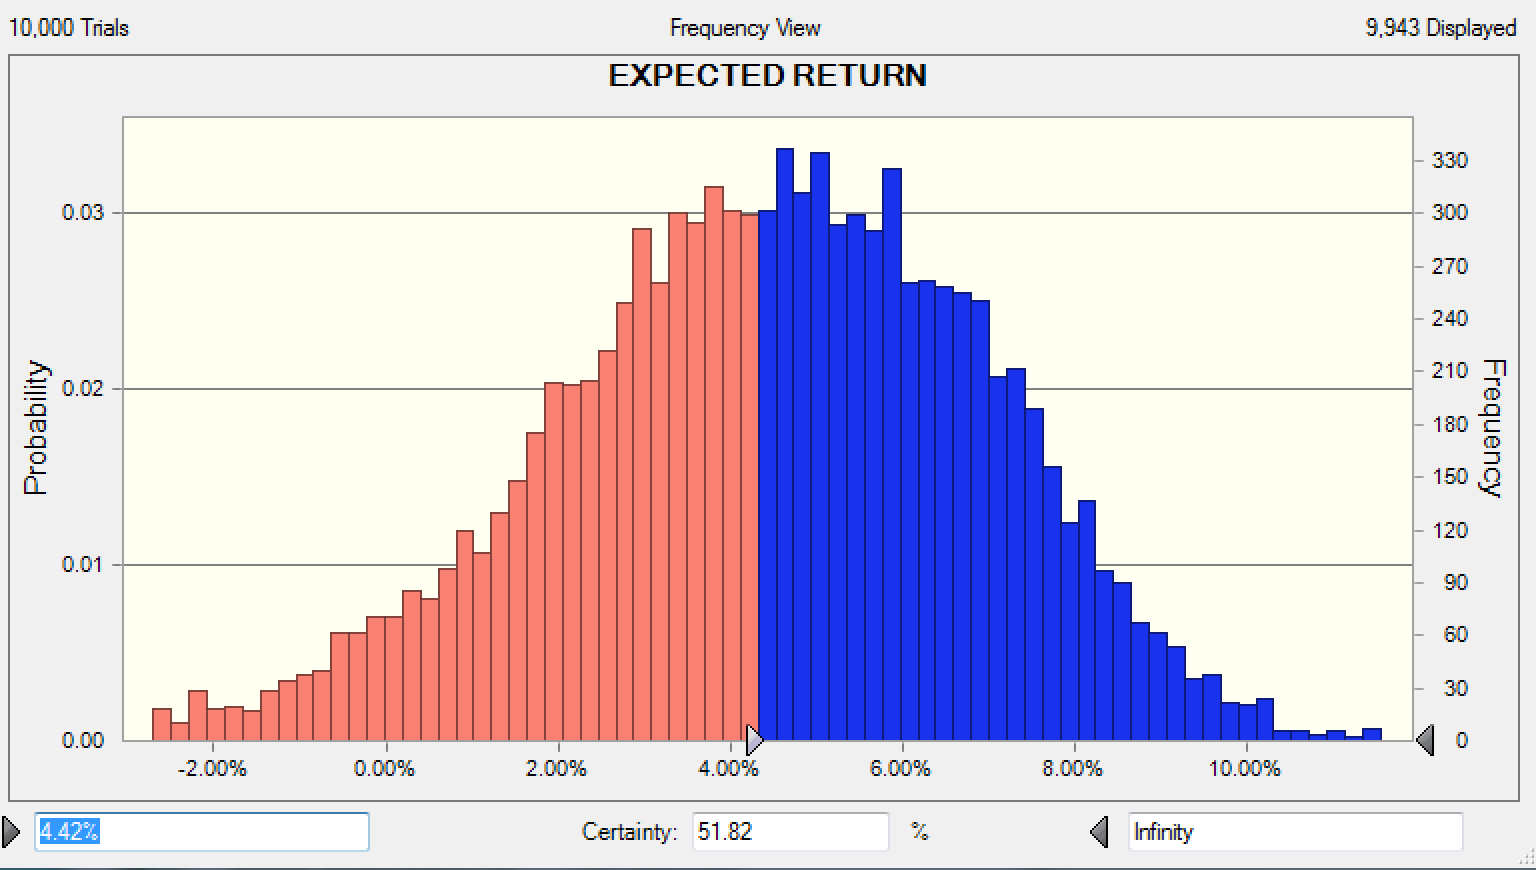 10,000 Trials Frequency View 9,943 Displayed
EXPECTED RETURN
Probability
0.03
0.02
0.01
0.00
330
300
270
240
210
180
150
120
90
60
30
0
Frequency
-2.00% 0.00% 2.00% 4.00% 6.00% 8.00% 10.00%
4.42% Certainty: 51.82 % Infinity